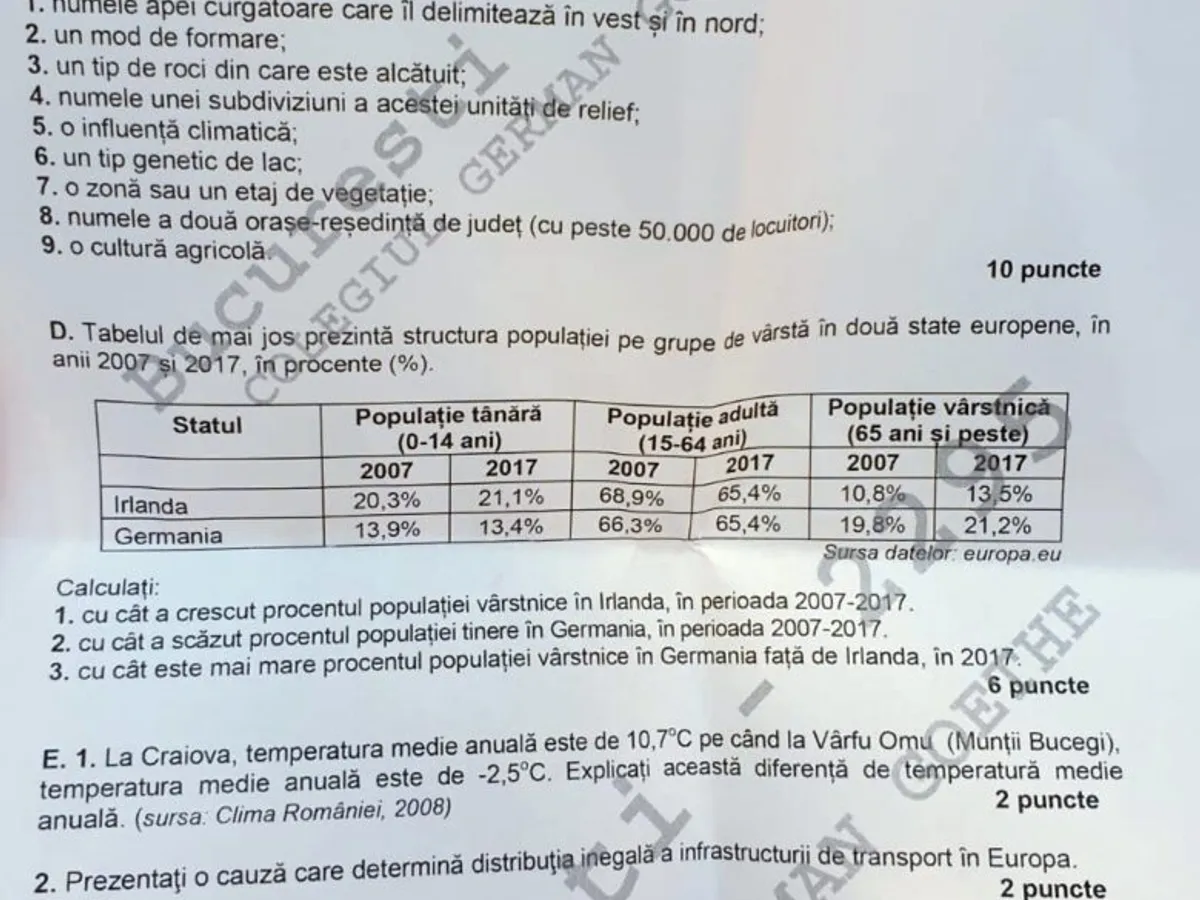 1. numele apei curgătoare care îl delimitează în vest și în nord;
2. un mod de formare;
3. un tip de roci din care este alcătuit;
4. numele unei subdiviziuni a acestei unități de relief;
5. o influență climatică;
6. un tip genetic de lac;
7. o zonă sau un etaj de vegetație;
8. numele a două orașe-reședință de județ (cu peste 50.000 de locuitori);
9. o cultură agricolă.
10 puncte
D. Tabelul de mai jos prezintă structura populației pe grupe de vârstă în două state europene, în
anii 2007 și 2017, în procente (%).
Statul Populație tânără Populație adultă Populație vârstnică
(0-14 ani) (15-64 ani) (65 ani și peste)
2007 2017 2007 2017 2007 2017
Irlanda 20,3% 21,1% 68,9% 65,4% 10,8% 13,5%
Germania 13,9% 13,4% 66,3% 65,4% 19,8% 21,2%
Sursa datelor: europa.eu
Calculați:
1. cu cât a crescut procentul populației vârstnice în Irlanda, în perioada 2007-2017.
2. cu cât a scăzut procentul populației tinere în Germania, în perioada 2007-2017.
3. cu cât este mai mare procentul populației vârstnice în Germania față de Irlanda, în 2017.
6 puncte
E. 1. La Craiova, temperatura medie anuală este de 10,7°C pe când la Vârfu Omu (Munții Bucegi),
temperatura medie anuală este de -2,5°C. Explicați această diferență de temperatură medie
anuală. (sursa: Clima României, 2008)
2 puncte
2. Prezentaţi o cauză care determină distribuţia inegală a infrastructurii de transport în Europa.
2 puncte
Bucuresti - 2295
COLEGIUL GERMAN GOETHE